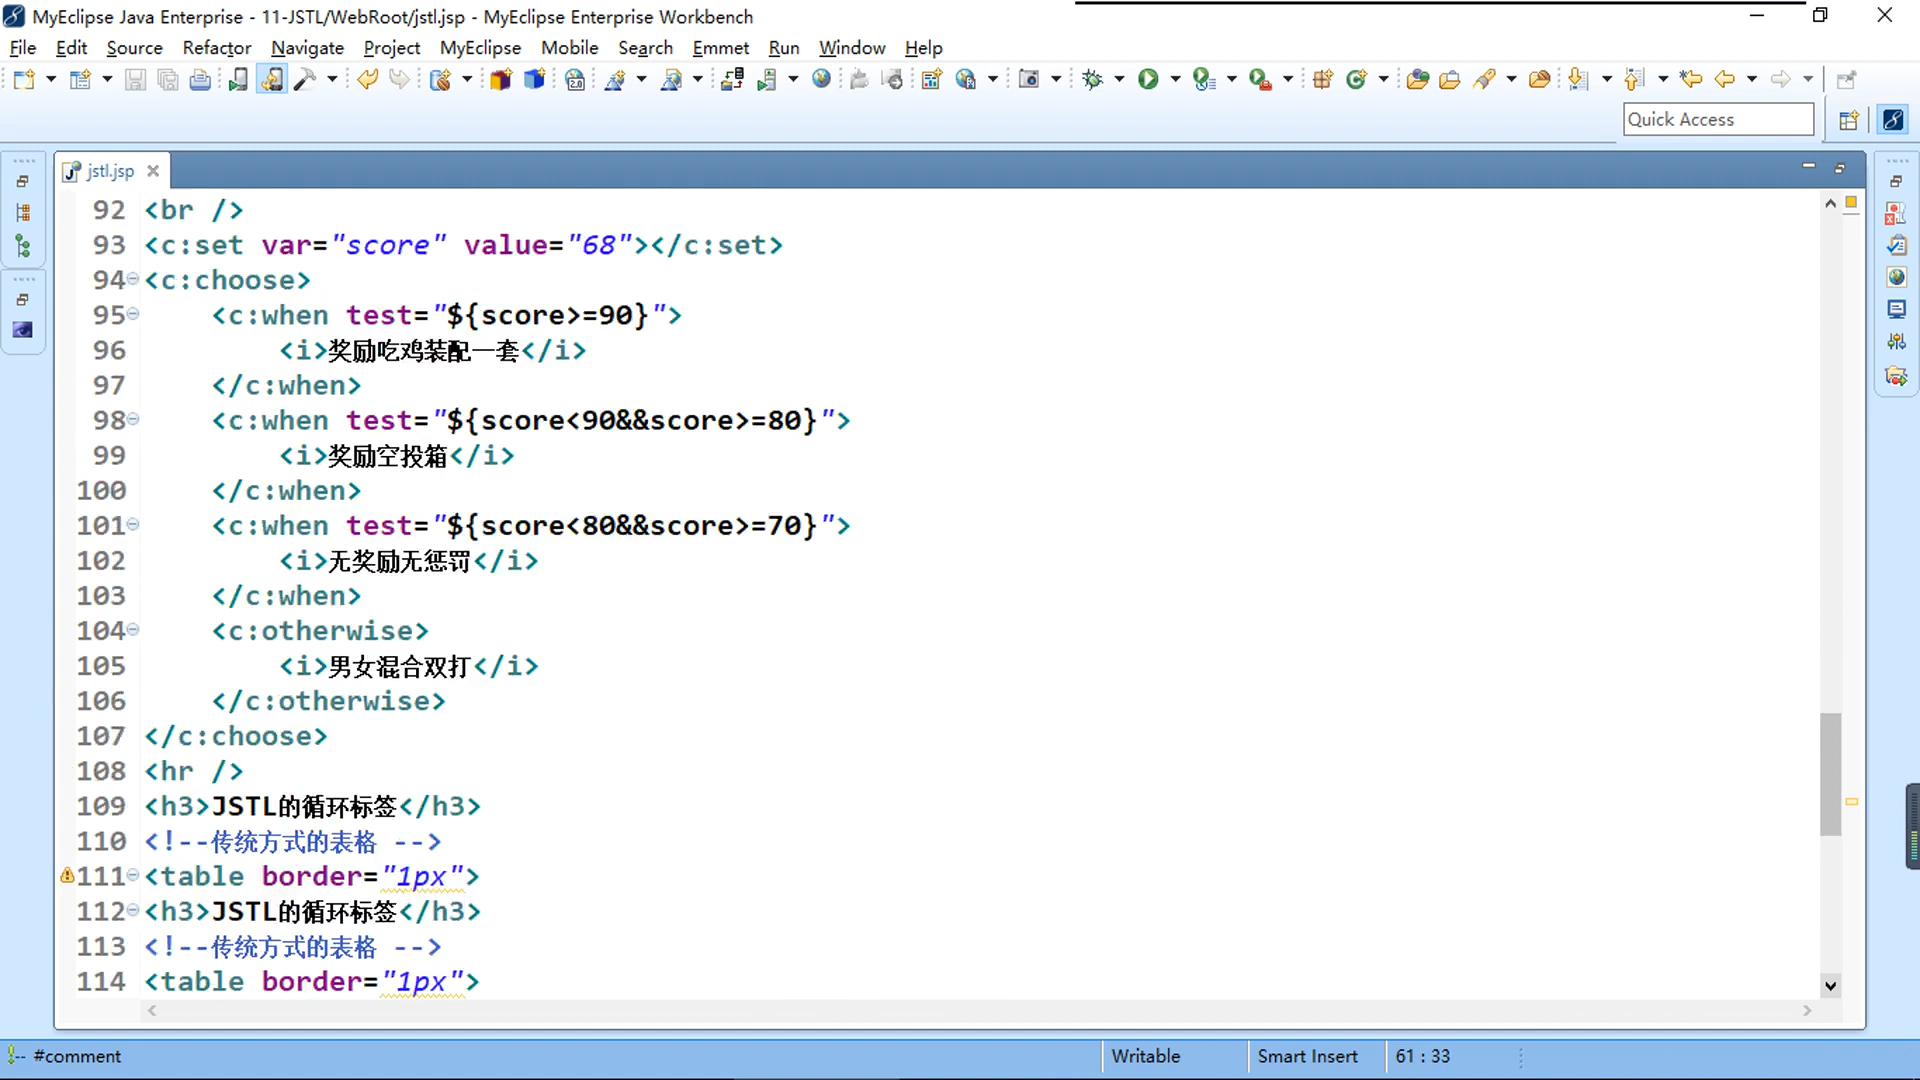 MyEclipse Java Enterprise - 11-JSTL/WebRoot/jstl.jsp - MyEclipse Enterprise Workbench
File Edit Source Refactor Navigate Project MyEclipse Mobile Search Emmet Run Window Help
Quick Access
jstl.jsp
92 <br />
93 <c:set var="score" value="68"></c:set>
94 <c:choose>
95 <c:when test="${score>=90}">
96 <i>奖励吃鸡装配一套</i>
97 </c:when>
98 <c:when test="${score<90&&score>=80}">
99 <i>奖励空投箱</i>
100 </c:when>
101 <c:when test="${score<80&&score>=70}">
102 <i>无奖励无惩罚</i>
103 </c:when>
104 <c:otherwise>
105 <i>男女混合双打</i>
106 </c:otherwise>
107 </c:choose>
108 <hr />
109 <h3>JSTL的循环标签</h3>
110 <!--传统方式的表格 -->
111 <table border="1px">
112 <h3>JSTL的循环标签</h3>
113 <!--传统方式的表格 -->
114 <table border="1px">
!-- #comment Writable Smart Insert 61 : 33